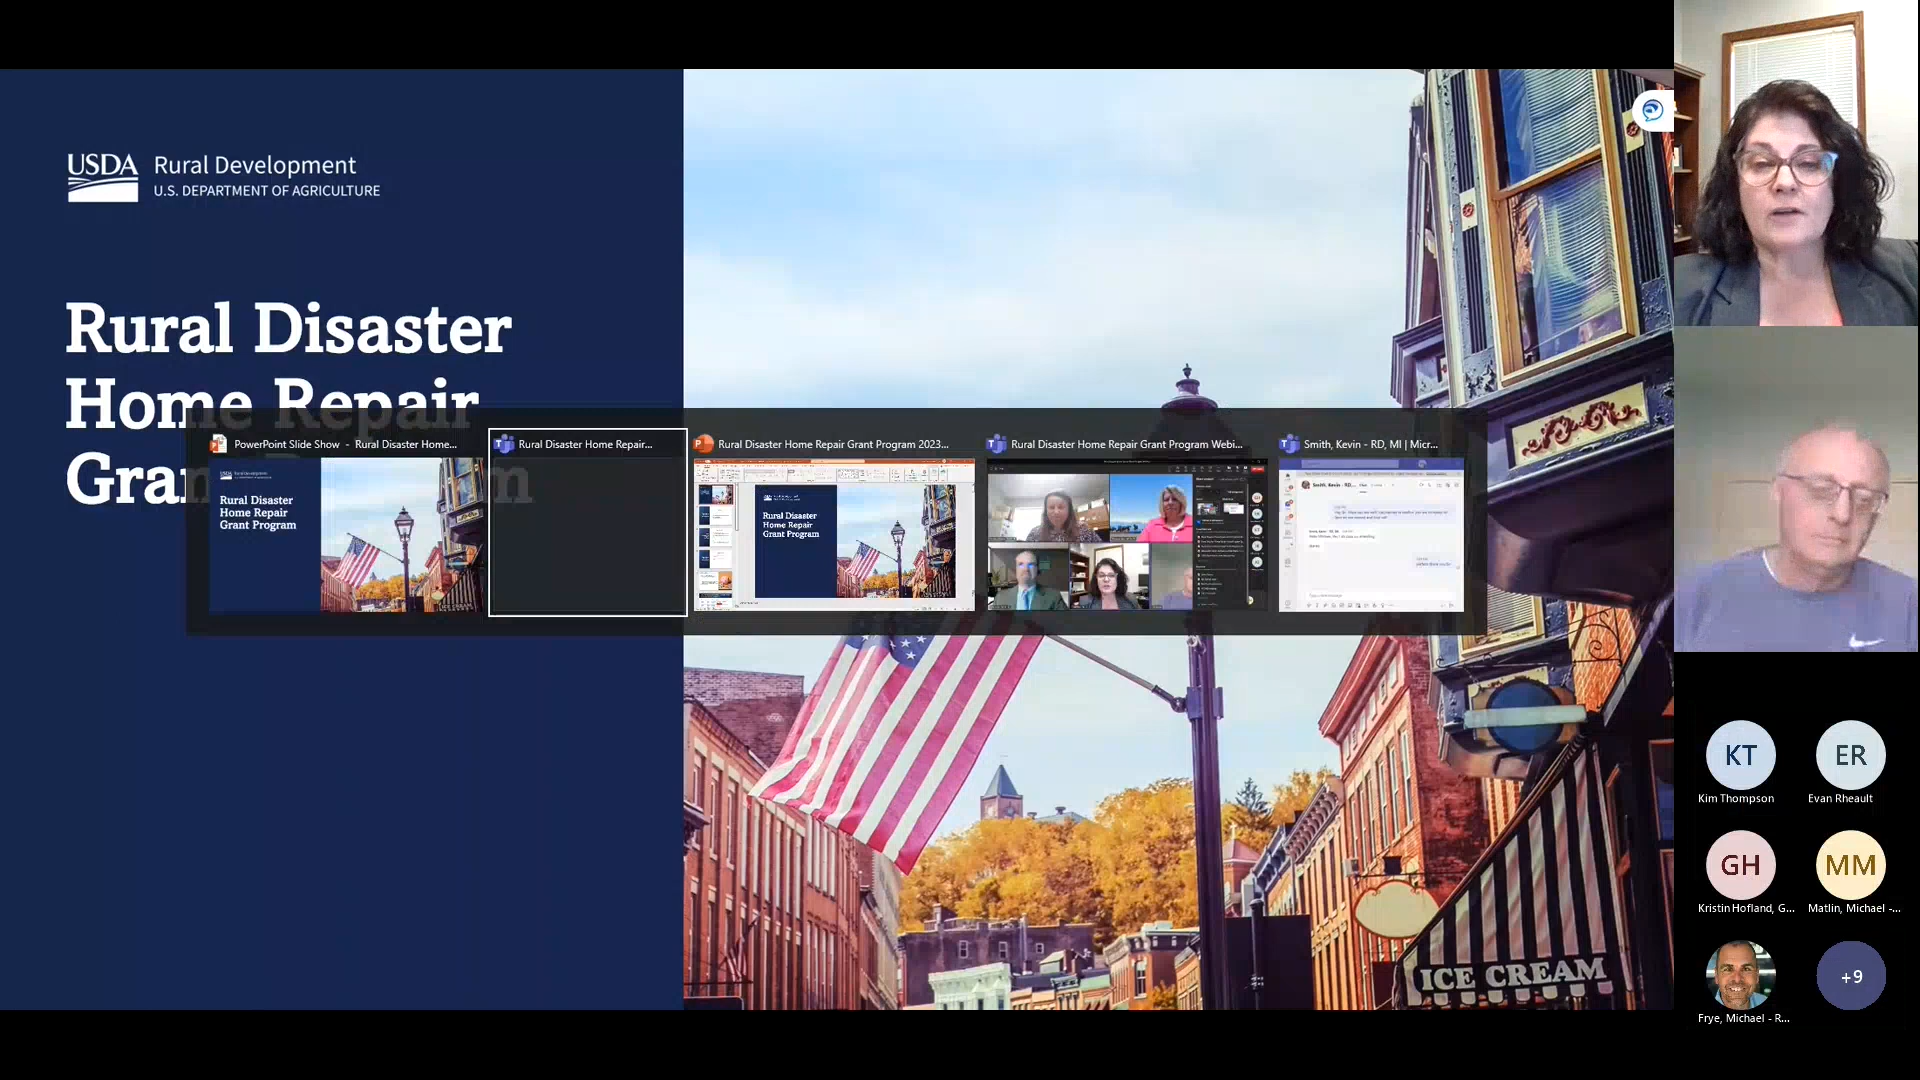 USDA Rural Development
U.S. DEPARTMENT OF AGRICULTURE
Rural Disaster
Home Repair
Grant Program
PowerPoint Slide Show - Rural Disaster Home...
Rural Disaster Home Repair...
Rural Disaster Home Repair Grant Program 2023...
Rural Disaster Home Repair Grant Program Webi...
Smith, Kevin - RD, MI | Micr...
Rural Disaster
Home Repair
Grant Program
Rural Disaster
Home Repair
Grant Program
ICE CREAM
KT
Kim Thompson
ER
Evan Rheault
GH
Kristin Hofland, G...
MM
Matlin, Michael -...
Frye, Michael - R...
+9